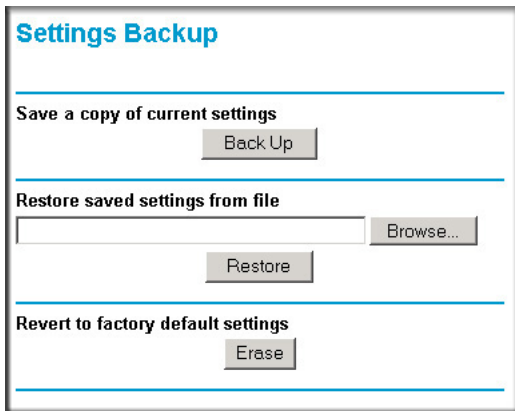 Settings Backup
Save a copy of current settings
Back Up
Restore saved settings from file
Browse...
Restore
Revert to factory default settings
Erase